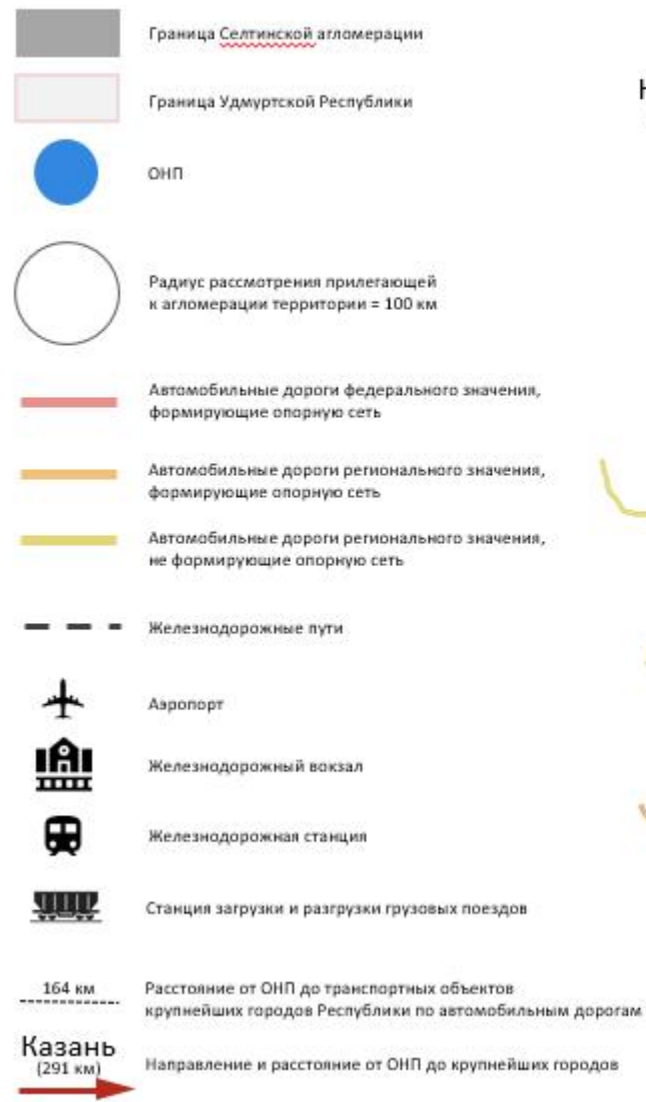 Граница Селтинской агломерации
Н
Граница Удмуртской Республики
ОНП
Радиус рассмотрения прилегающей
к агломерации территории = 100 км
Автомобильные дороги федерального значения,
формирующие опорную сеть
Автомобильные дороги регионального значения,
формирующие опорную сеть
Автомобильные дороги регионального значения,
не формирующие опорную сеть
Железнодорожные пути
Аэропорт
Железнодорожный вокзал
Железнодорожная станция
Станция загрузки и разгрузки грузовых поездов
164 км
Расстояние от ОНП до транспортных объектов
крупнейших городов Республики по автомобильным дорогам
Казань
(291 км)
Направление и расстояние от ОНП до крупнейших городов